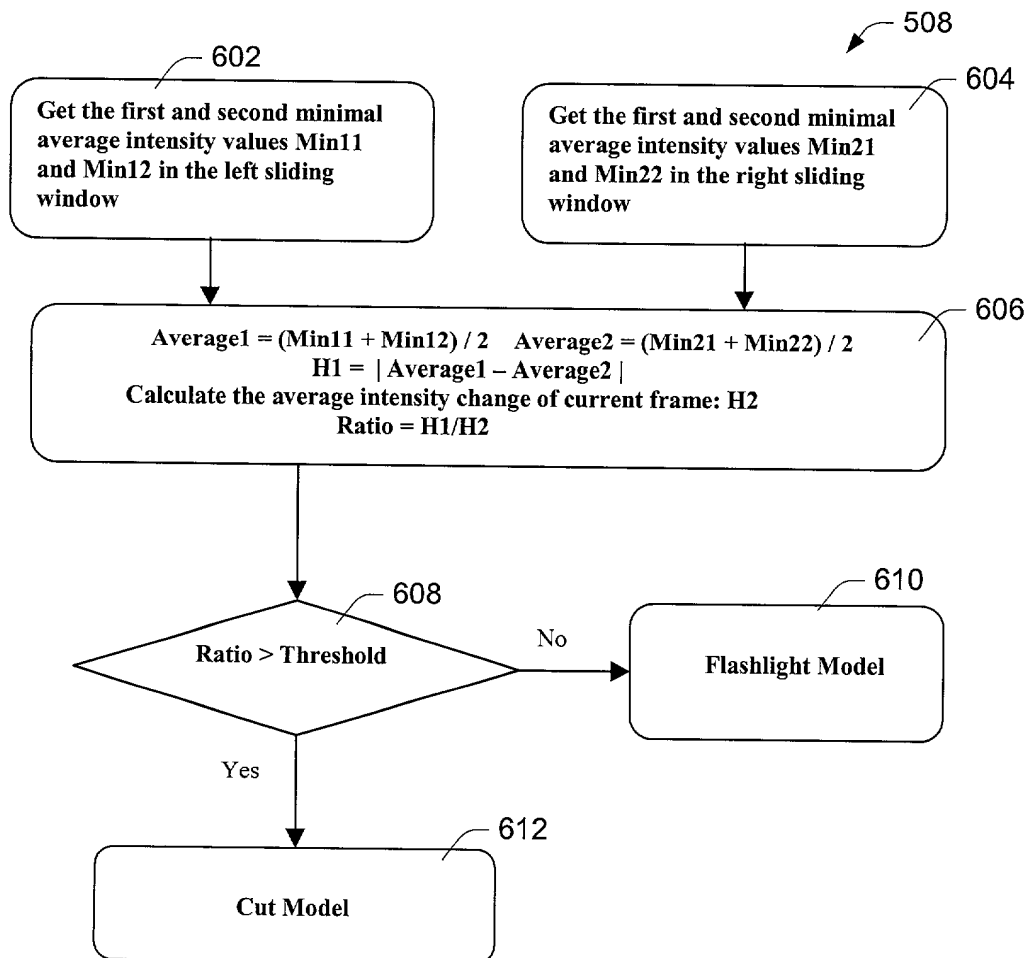 508
602
Get the first and second minimal
average intensity values Min11
and Min12 in the left sliding
window
604
Get the first and second minimal
average intensity values Min21
and Min22 in the right sliding
window
606
Average1 = (Min11 + Min12) / 2 Average2 = (Min21 + Min22) / 2
H1 = | Average1 – Average2 |
Calculate the average intensity change of current frame: H2
Ratio = H1/H2
608
Ratio > Threshold
No
610
Flashlight Model
Yes
612
Cut Model